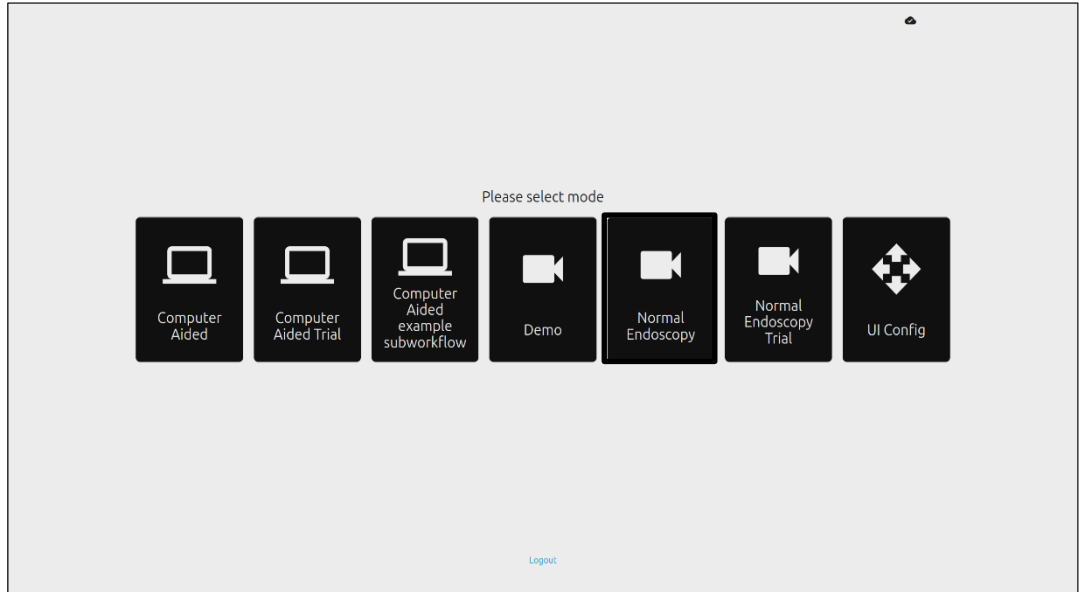 Please select mode
Computer
Aided
Computer
Aided Trial
Computer
Aided
example
subworkflow
Demo
Normal
Endoscopy
Normal
Endoscopy
Trial
UI Config
Logout